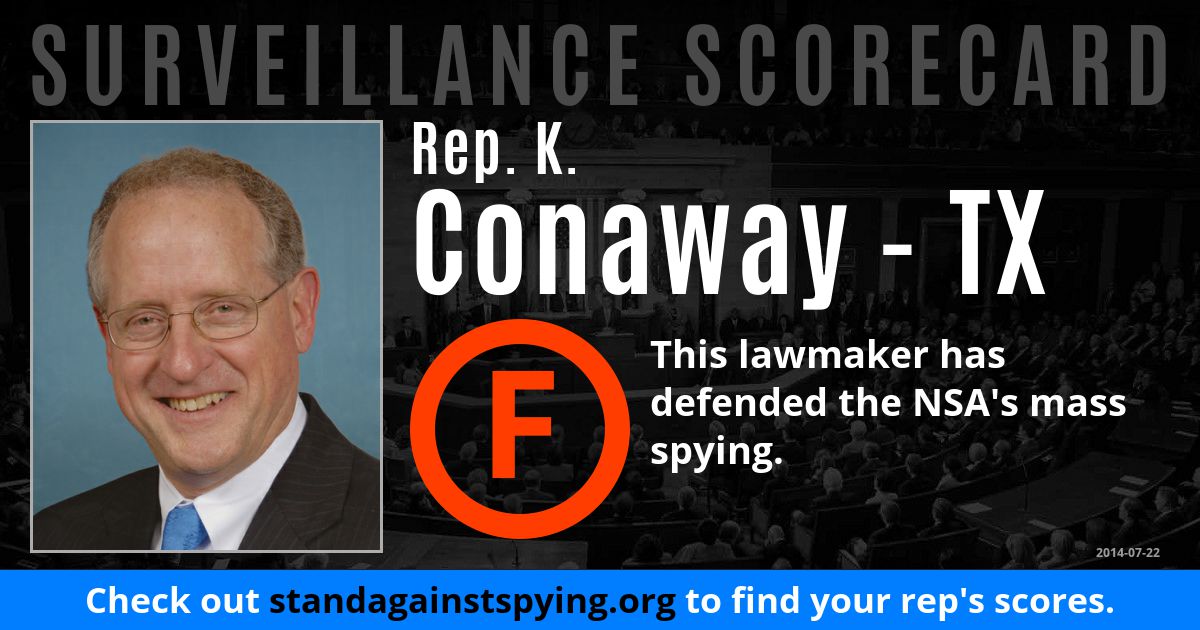 SURVEILLANCE SCORECARD
Rep. K.
Conaway - TX
F
This lawmaker has
defended the NSA's mass
spying.
2014-07-22
Check out standagainstspying.org to find your rep's scores.